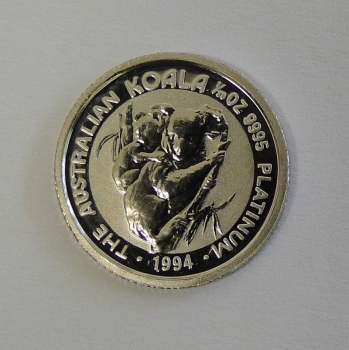 · THE AUSTRALIAN KOALA 1/20 OZ 9995 PLATINUM ·
1994